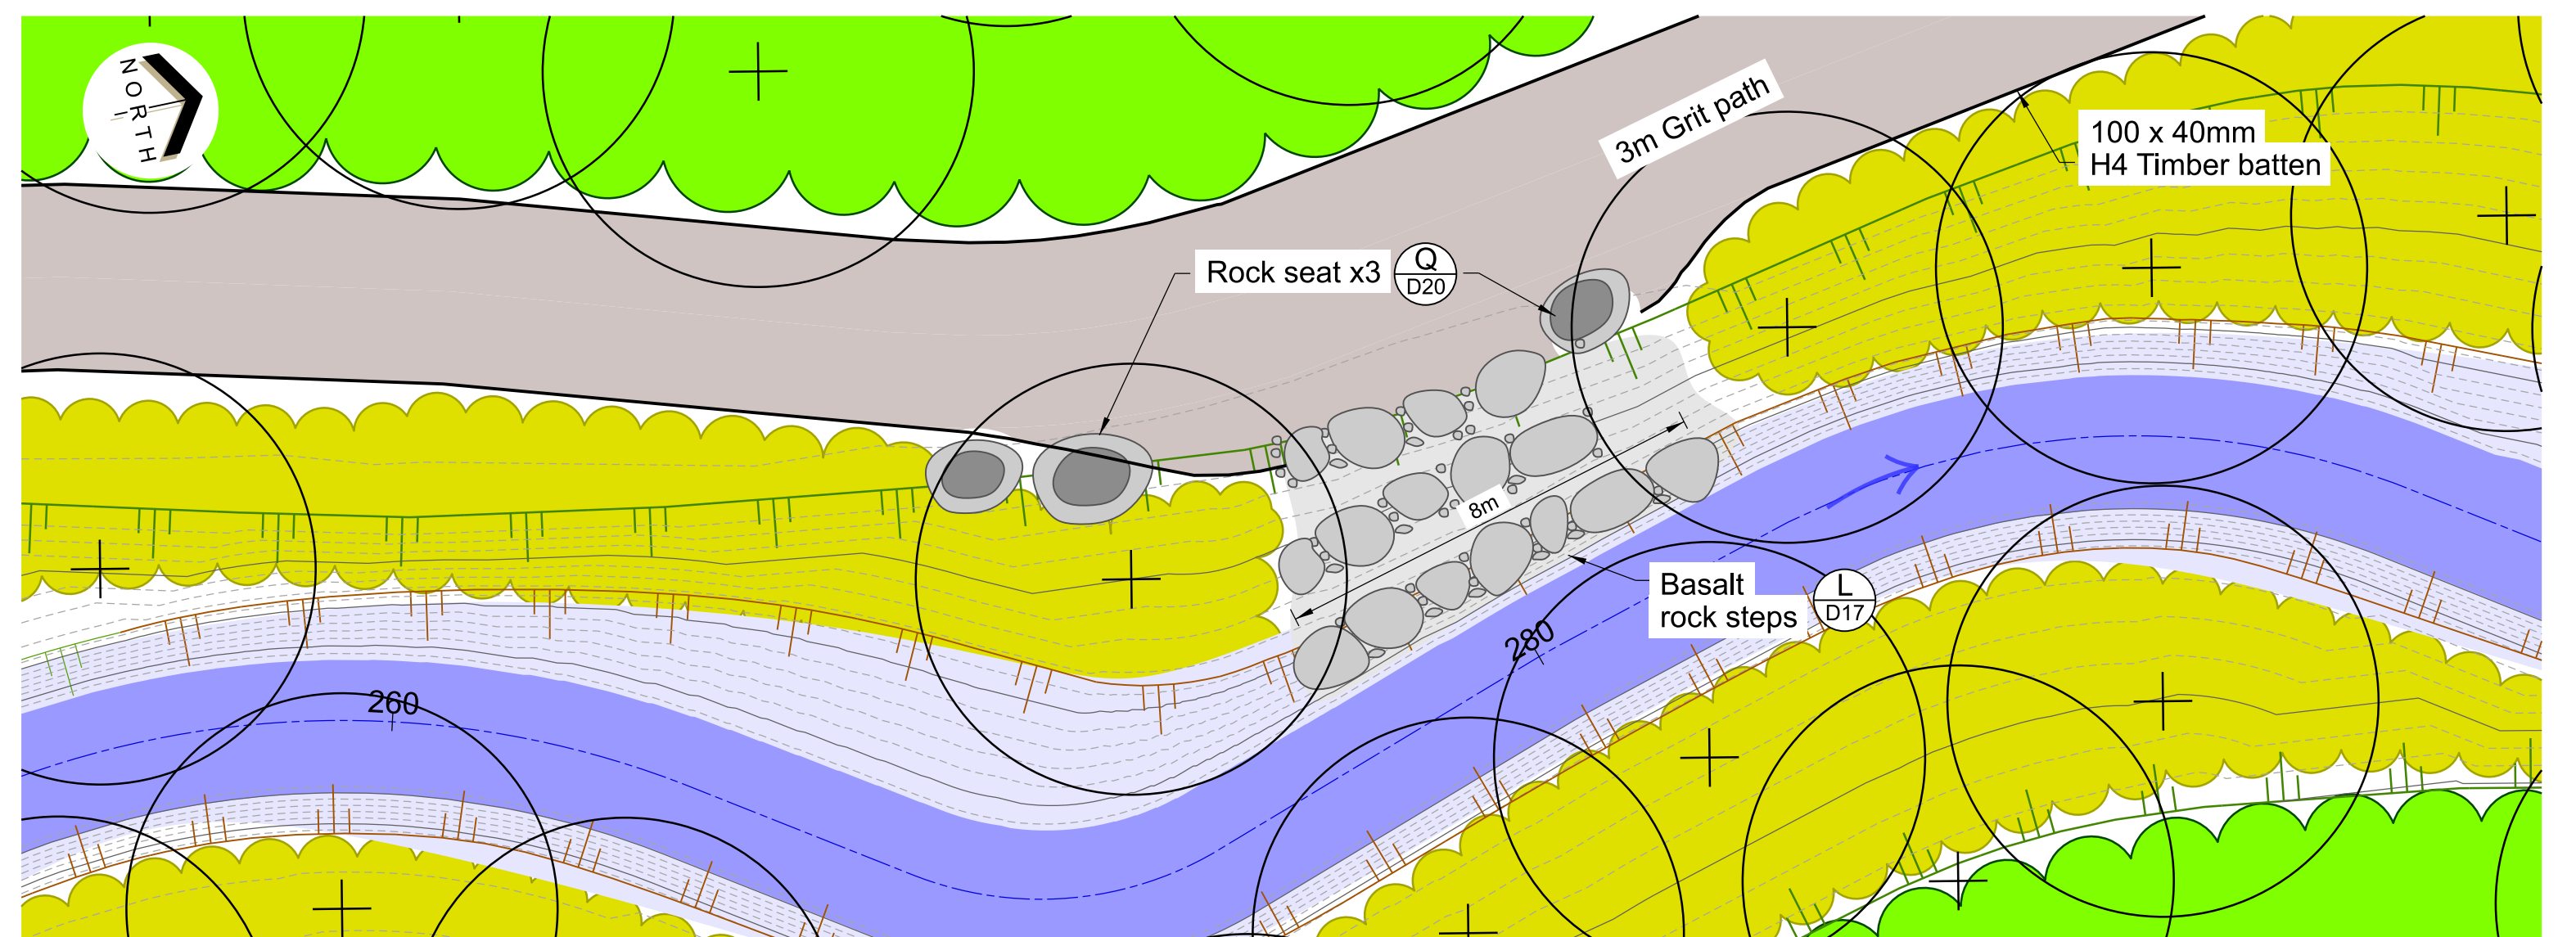 NORTH
3m Grit path
100 x 40mm
H4 Timber batten
Rock seat x3
Q
D20
8m
Basalt
rock steps
L
D17
280
260